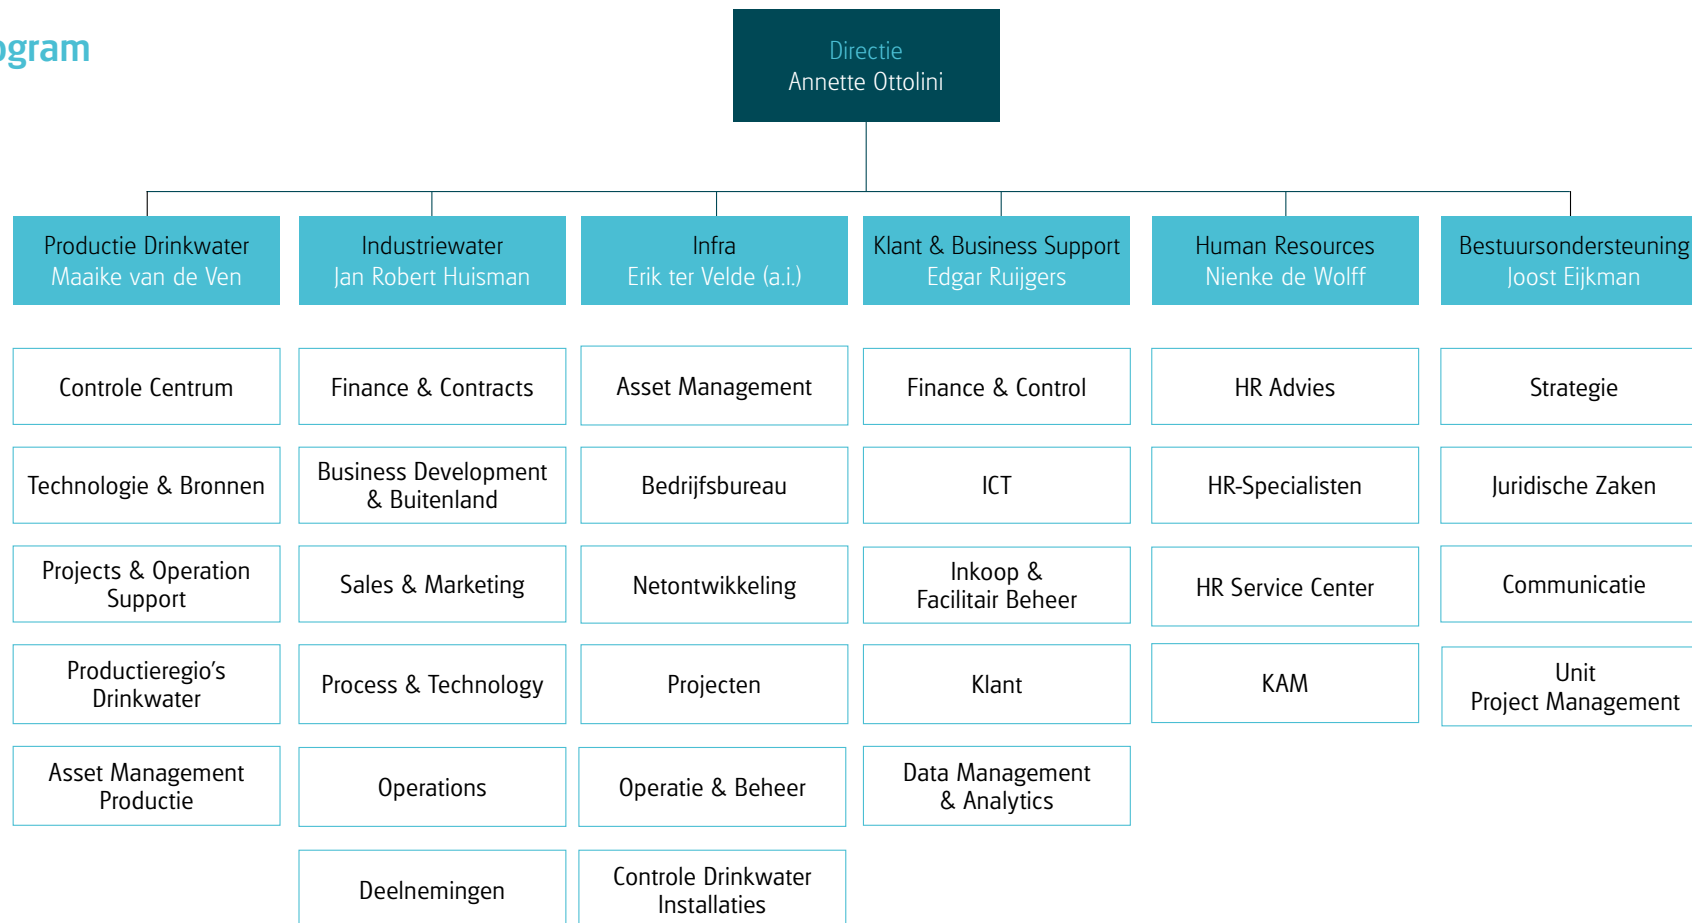 ogram
Directie
Annette Ottolini
Productie Drinkwater
Maaike van de Ven
Industriewater
Jan Robert Huisman
Infra
Erik ter Velde (a.i.)
Klant & Business Support
Edgar Ruijgers
Human Resources
Nienke de Wolff
Bestuursondersteuning
Joost Eijkman
Controle Centrum
Technologie & Bronnen
Projects & Operation
Support
Productieregio's
Drinkwater
Asset Management
Productie
Finance & Contracts
Business Development
& Buitenland
Sales & Marketing
Process & Technology
Operations
Deelnemingen
Asset Management
Bedrijfsbureau
Netontwikkeling
Projecten
Operatie & Beheer
Controle Drinkwater
Installaties
Finance & Control
ICT
Inkoop &
Facilitair Beheer
Klant
Data Management
& Analytics
HR Advies
HR-Specialisten
HR Service Center
KAM
Strategie
Juridische Zaken
Communicatie
Unit
Project Management